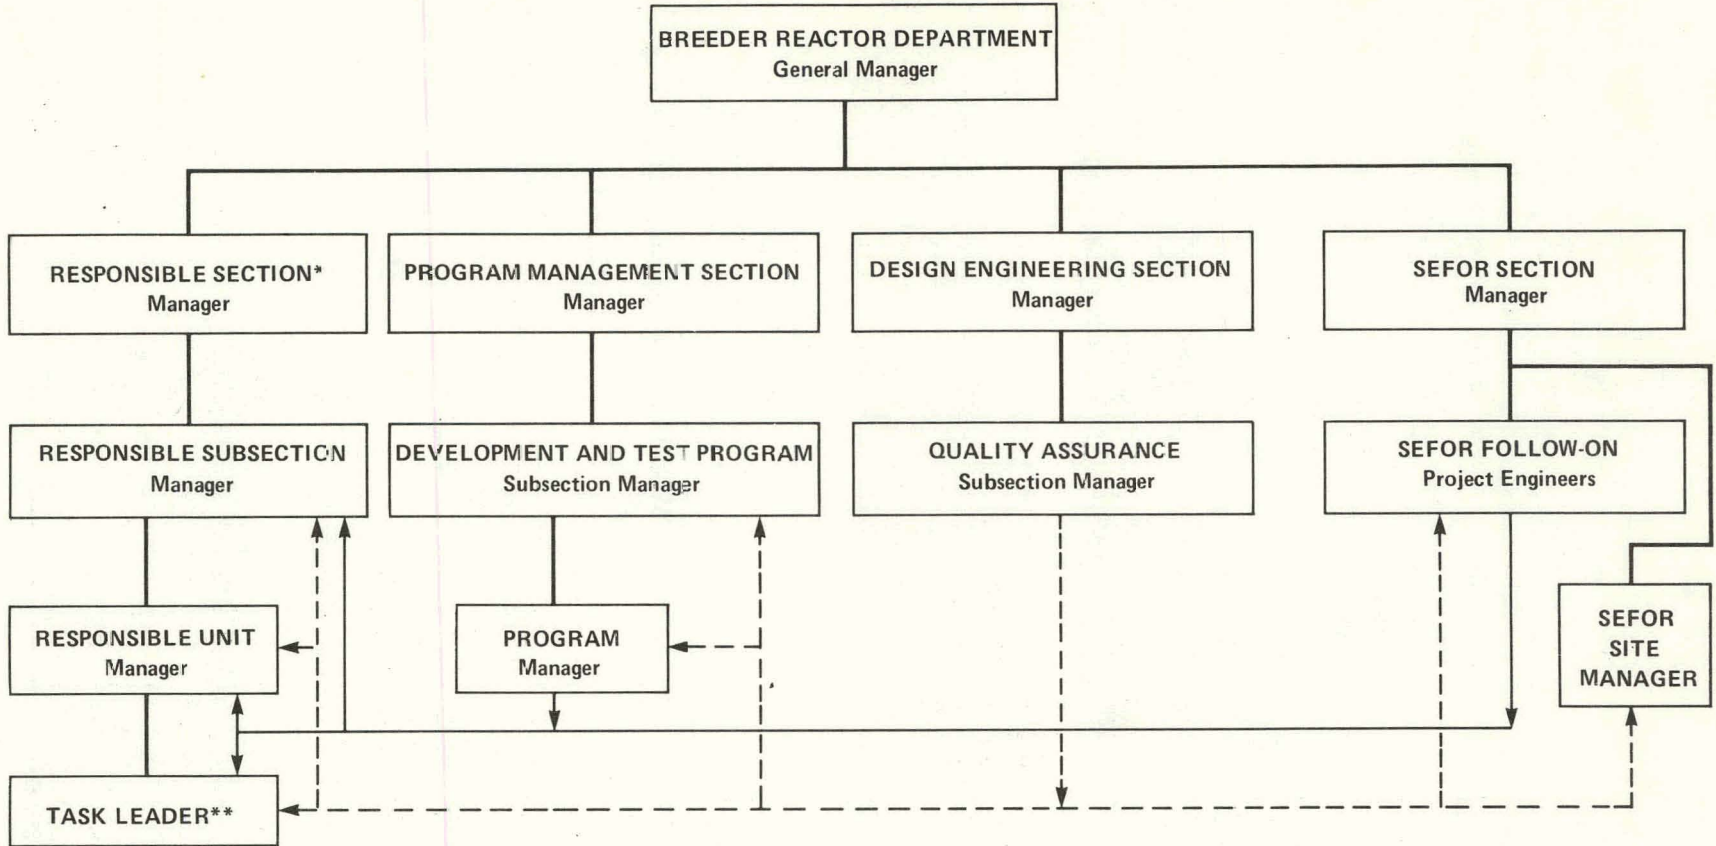 BREEDER REACTOR DEPARTMENT
General Manager
RESPONSIBLE SECTION*
Manager
PROGRAM MANAGEMENT SECTION
Manager
DESIGN ENGINEERING SECTION
Manager
SEFOR SECTION
Manager
RESPONSIBLE SUBSECTION
Manager
DEVELOPMENT AND TEST PROGRAM
Subsection Manager
QUALITY ASSURANCE
Subsection Manager
SEFOR FOLLOW-ON
Project Engineers
RESPONSIBLE UNIT
Manager
PROGRAM
Manager
SEFOR
SITE
MANAGER
TASK LEADER**